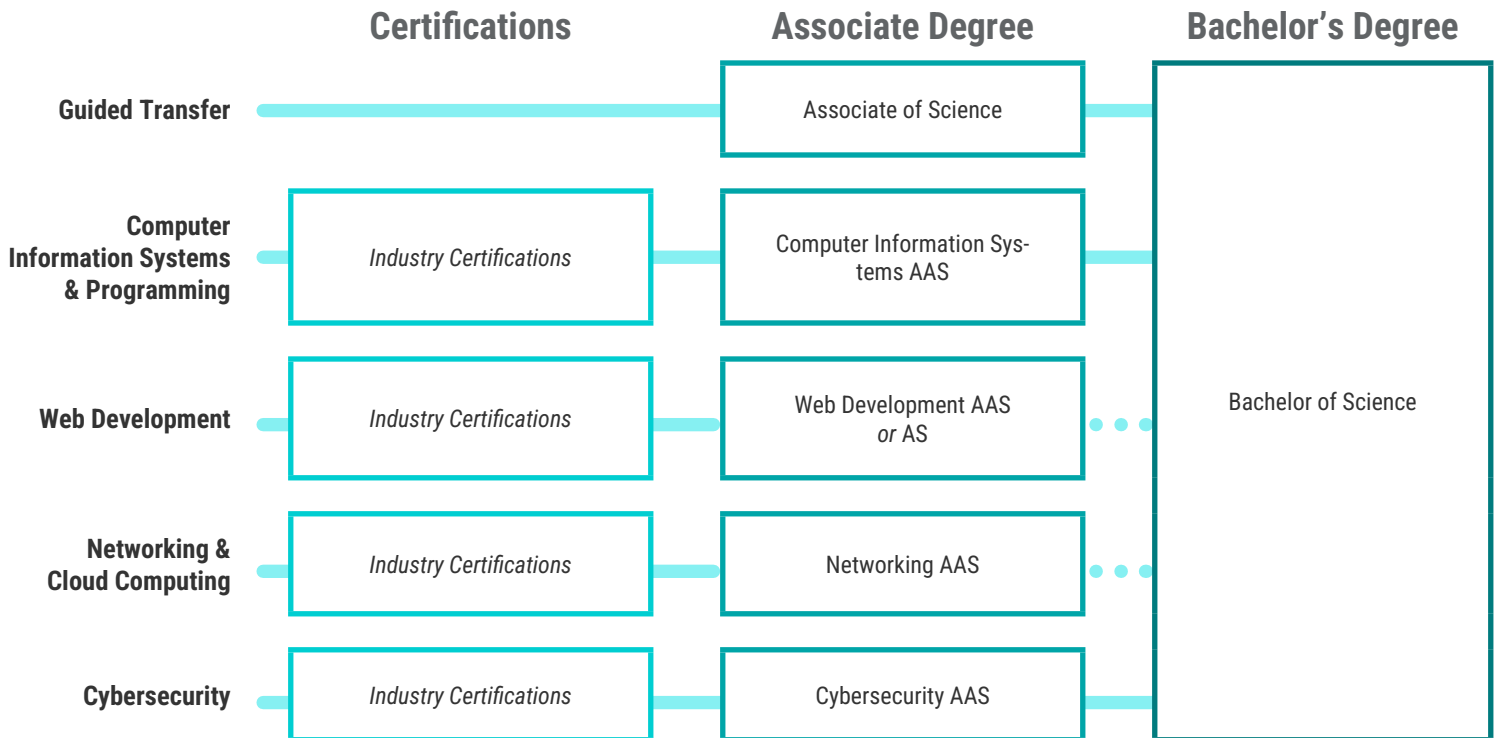 Certifications
Associate Degree
Bachelor’s Degree
Guided Transfer
Associate of Science
Computer
Information Systems
& Programming
Industry Certifications
Computer Information Sys-
tems AAS
Web Development
Industry Certifications
Web Development AAS
or AS
Bachelor of Science
Networking &
Cloud Computing
Industry Certifications
Networking AAS
Cybersecurity
Industry Certifications
Cybersecurity AAS